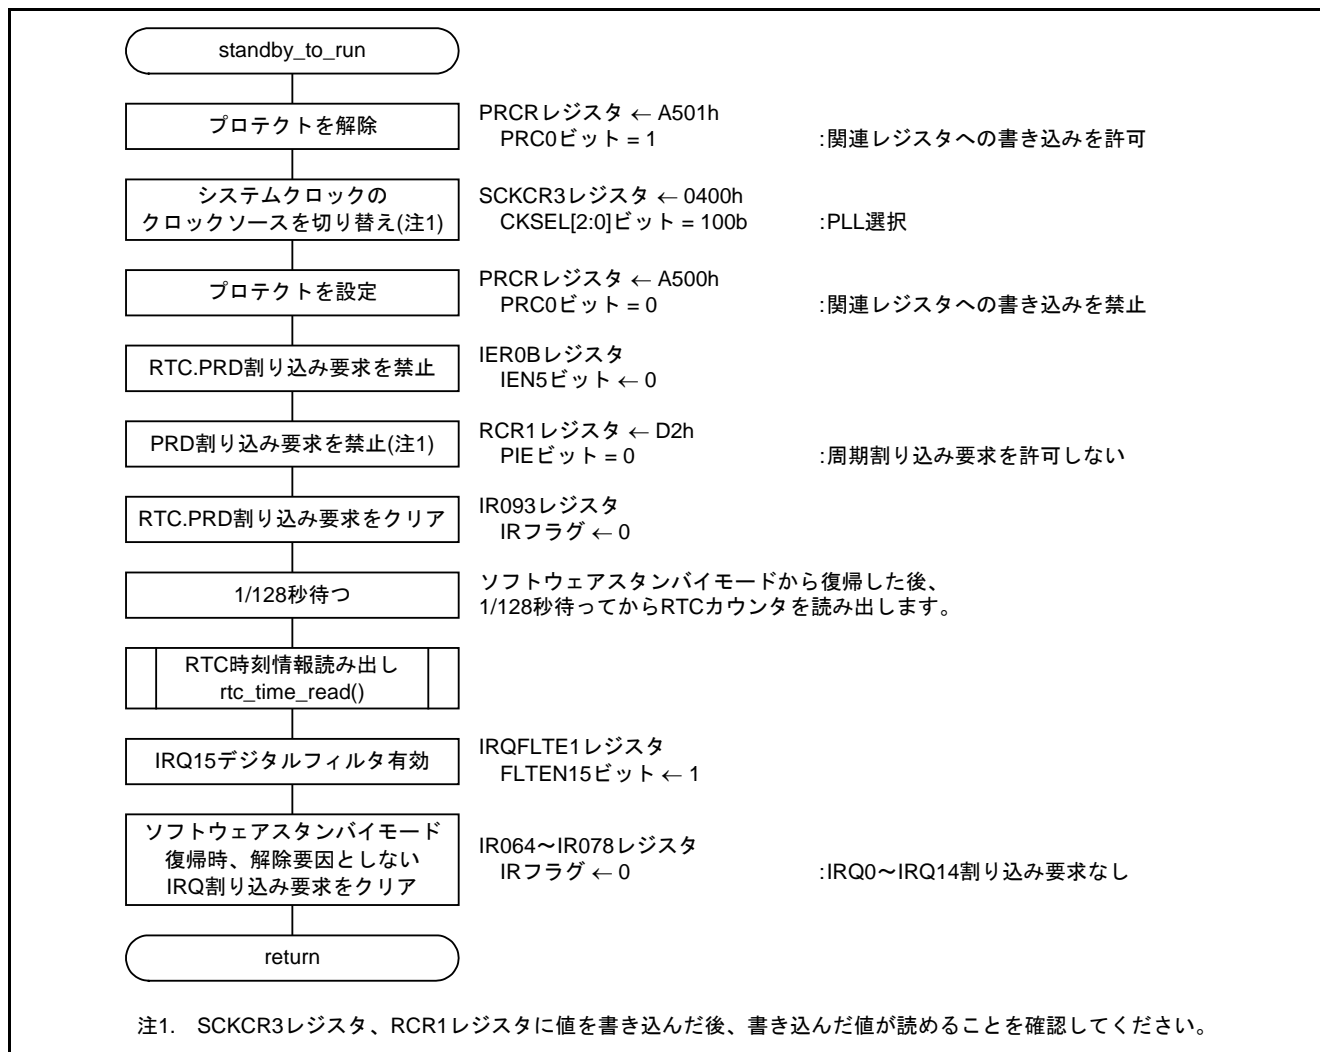 standby_to_run
プロテクトを解除
PRCRレジスタ ← A501h
PRC0ビット = 1 :関連レジスタへの書き込みを許可
システムクロックの
クロックソースを切り替え(注1)
SCKCR3レジスタ ← 0400h
CKSEL[2:0]ビット = 100b :PLL選択
プロテクトを設定
PRCRレジスタ ← A500h
PRC0ビット = 0 :関連レジスタへの書き込みを禁止
RTC.PRD割り込み要求を禁止
IER0Bレジスタ
IEN5ビット ← 0
PRD割り込み要求を禁止(注1)
RCR1レジスタ ← D2h
PIEビット = 0 :周期割り込み要求を許可しない
RTC.PRD割り込み要求をクリア
IR093レジスタ
IRフラグ ← 0
1/128秒待つ
ソフトウェアスタンバイモードから復帰した後、
1/128秒待ってからRTCカウンタを読み出します。
RTC時刻情報読み出し
rtc_time_read()
IRQ15デジタルフィルタ有効
IRQFLTE1レジスタ
FLTEN15ビット ← 1
ソフトウェアスタンバイモード
復帰時、解除要因としない
IRQ割り込み要求をクリア
IR064～IR078レジスタ
IRフラグ ← 0 :IRQ0～IRQ14割り込み要求なし
return
注1. SCKCR3レジスタ、RCR1レジスタに値を書き込んだ後、書き込んだ値が読めることを確認してください。